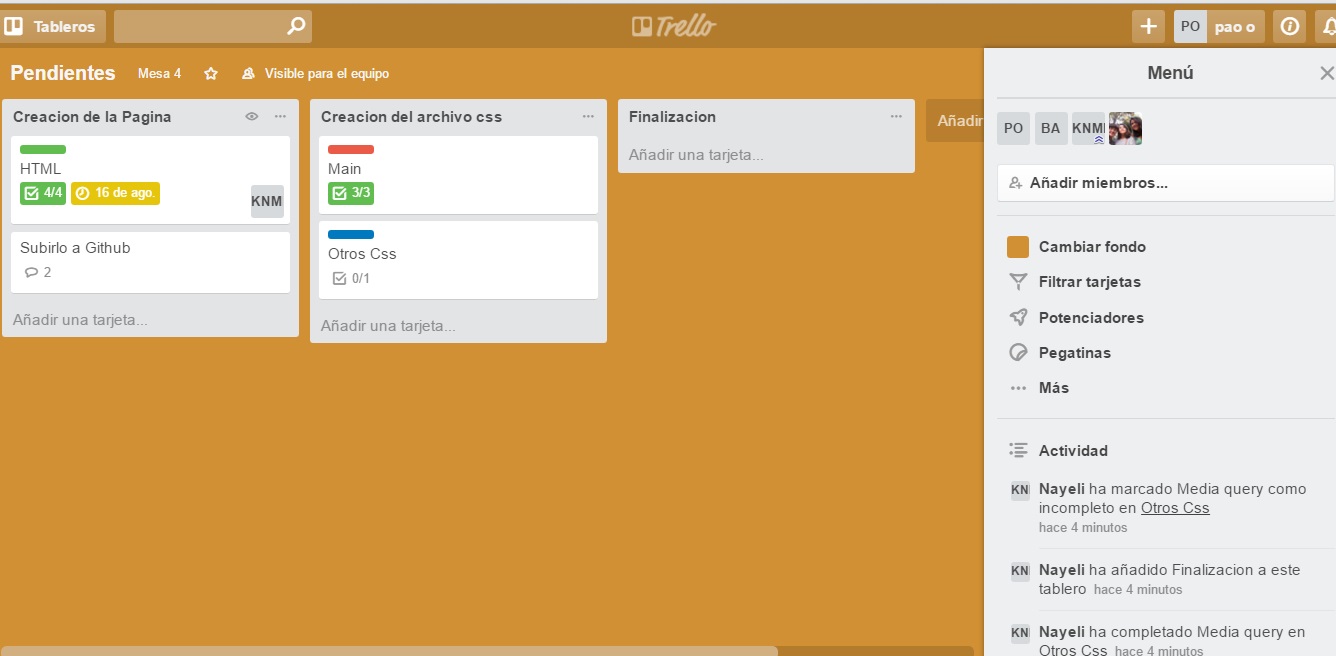 Tableros
Trello
PO pao o
Pendientes Mesa 4 Visible para el equipo
Creacion de la Pagina
HTML
4/4 16 de ago.
KNM
Subirlo a Github
2
Añadir una tarjeta...
Creacion del archivo css
Main
3/3
Otros Css
0/1
Añadir una tarjeta...
Finalizacion
Añadir una tarjeta...
Añadir
Menú
PO BA KNM
Añadir miembros...
Cambiar fondo
Filtrar tarjetas
Potenciadores
Pegatinas
Más
Actividad
KN Nayeli ha marcado Media query como
incompleto en Otros Css
hace 4 minutos
KN Nayeli ha añadido Finalizacion a este
tablero hace 4 minutos
KN Nayeli ha completado Media query en
Otros Css hace 4 minutos